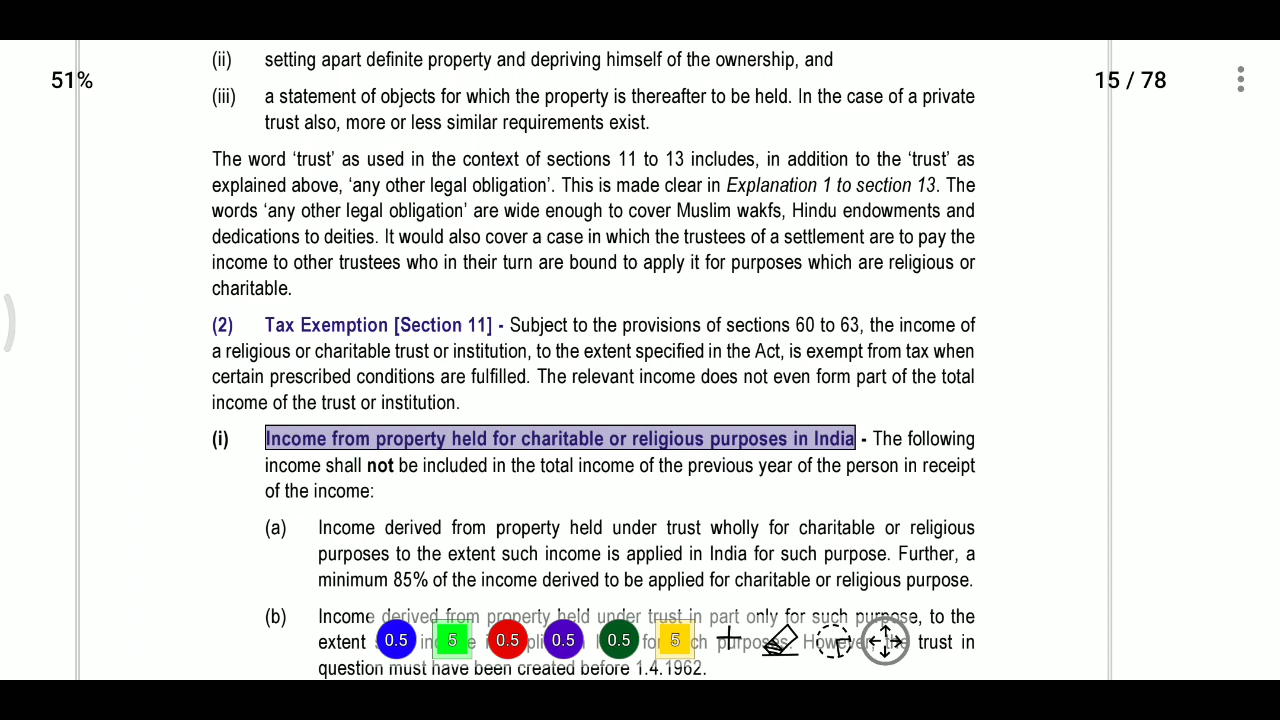 (ii) setting apart definite property and depriving himself of the ownership, and
51%
15 / 78
(iii) a statement of objects for which the property is thereafter to be held. In the case of a private
trust also, more or less similar requirements exist.
The word ‘trust’ as used in the context of sections 11 to 13 includes, in addition to the ‘trust’ as
explained above, ‘any other legal obligation’. This is made clear in Explanation 1 to section 13. The
words ‘any other legal obligation’ are wide enough to cover Muslim wakfs, Hindu endowments and
dedications to deities. It would also cover a case in which the trustees of a settlement are to pay the
income to other trustees who in their turn are bound to apply it for purposes which are religious or
charitable.
(2) Tax Exemption [Section 11] - Subject to the provisions of sections 60 to 63, the income of
a religious or charitable trust or institution, to the extent specified in the Act, is exempt from tax when
certain prescribed conditions are fulfilled. The relevant income does not even form part of the total
income of the trust or institution.
(i) Income from property held for charitable or religious purposes in India - The following
income shall not be included in the total income of the previous year of the person in receipt
of the income:
(a) Income derived from property held under trust wholly for charitable or religious
purposes to the extent such income is applied in India for such purpose. Further, a
minimum 85% of the income derived to be applied for charitable or religious purpose.
(b) Income derived from property held under trust in part only for such purpose, to the
extent purposes. However, trust in
0.5 5 0.5 0.5 0.5 5
question must have been created before 1.4.1962.